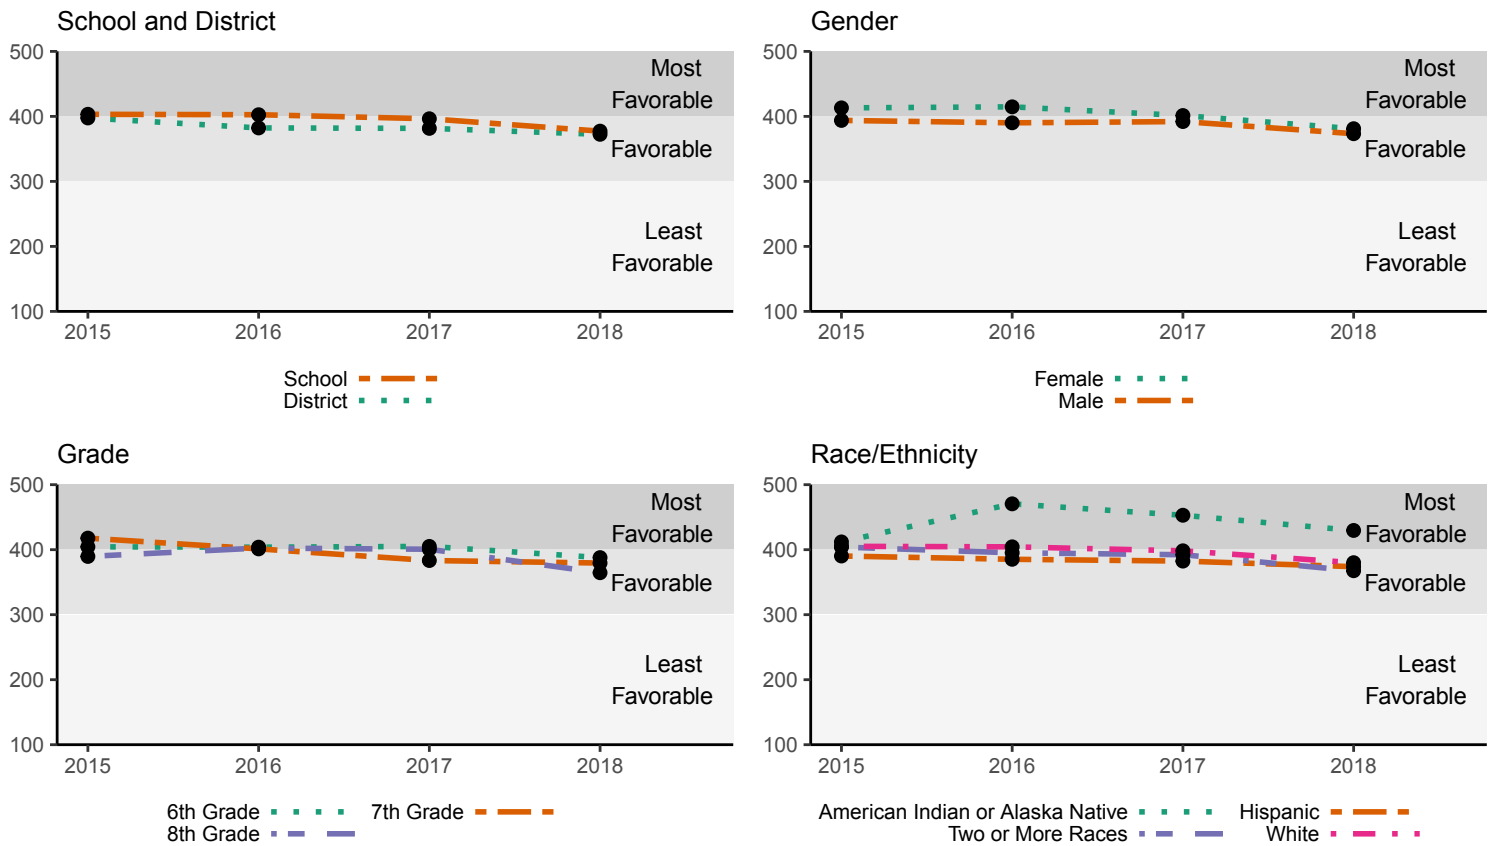 School and District
500
400
300
200
100
Most
Favorable
Favorable
Least
Favorable
2015 2016 2017 2018
School
District
Gender
500
400
300
200
100
Most
Favorable
Favorable
Least
Favorable
2015 2016 2017 2018
Female
Male
Grade
500
400
300
200
100
Most
Favorable
Favorable
Least
Favorable
2015 2016 2017 2018
6th Grade 7th Grade
8th Grade
Race/Ethnicity
500
400
300
200
100
Most
Favorable
Favorable
Least
Favorable
2015 2016 2017 2018
American Indian or Alaska Native Hispanic
Two or More Races White